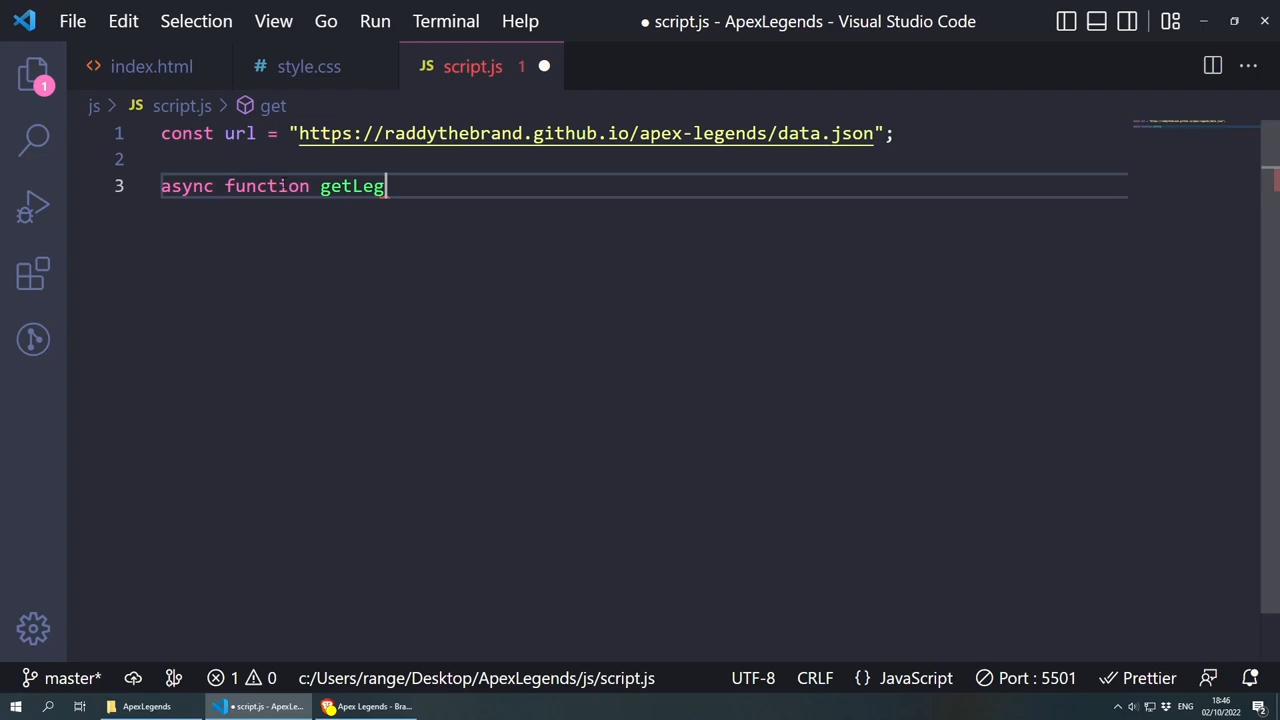 File Edit Selection View Go Run Terminal Help ● script.js - ApexLegends - Visual Studio Code
<> index.html # style.css JS script.js 1 ●
1
js > JS script.js > get
1 const url = "https://raddythebrand.github.io/apex-legends/data.json";
2
3 async function getLeg
master* 1 0 c:/Users/range/Desktop/ApexLegends/js/script.js UTF-8 CRLF {} JavaScript Port : 5501 Prettier
ApexLegends ● script.js - ApexLe... Apex Legends - Bra... ENG 18:46
02/10/2022 2